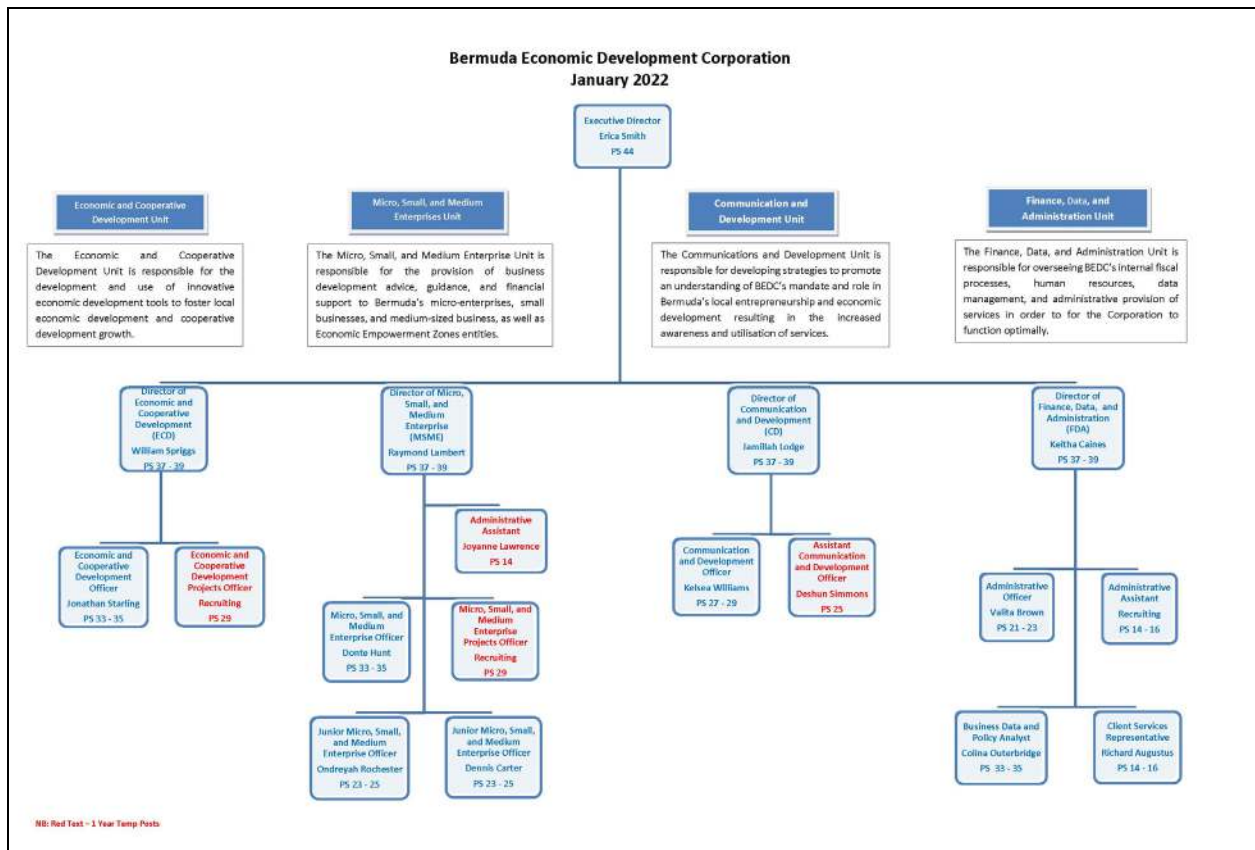 Bermuda Economic Development Corporation
January 2022
Executive Director
Erica Smith
PS 44
Economic and Cooperative
Development Unit
Micro, Small, and Medium
Enterprises Unit
Communication and
Development Unit
Finance, Data, and
Administration Unit
The Economic and Cooperative
Development Unit is responsible for the
development and use of innovative
economic development tools to foster local
economic development and cooperative
development growth.
The Micro, Small, and Medium Enterprise Unit is
responsible for the provision of business
development advice, guidance, and financial
support to Bermuda's micro-enterprises, small
businesses, and medium-sized business, as well as
Economic Empowerment Zones entities.
The Communications and Development Unit is
responsible for developing strategies to promote
an understanding of BEDC's mandate and role in
Bermuda's local entrepreneurship and economic
development resulting in the increased
awareness and utilisation of services.
The Finance, Data, and Administration Unit is
responsible for overseeing BEDC's internal fiscal
processes, human resources, data
management, and administrative provision of
services in order to for the Corporation to
function optimally.
Director of
Economic and
Cooperative
Development
(ECD)
William Spriggs
PS 37 - 39
Director of Micro,
Small, and
Medium
Enterprise
(MSME)
Raymond Lambert
PS 37 - 39
Director of
Communication
and Development
(CD)
Jamillah Lodge
PS 37 - 39
Director of
Finance, Data, and
Administration
(FDA)
Keitha Caines
PS 37 - 39
Economic and
Cooperative
Development
Officer
Jonathan Starling
PS 33 - 35
Economic and
Cooperative
Development
Projects Officer
Recruiting
PS 29
Administrative
Assistant
Joyanne Lawrence
PS 14
Micro, Small, and
Medium
Enterprise Officer
Donte Hunt
PS 33 - 35
Micro, Small, and
Medium
Enterprise
Projects Officer
Recruiting
PS 29
Junior Micro, Small,
and Medium
Enterprise Officer
Ondreyah Rochester
PS 23 - 25
Junior Micro, Small,
and Medium
Enterprise Officer
Dennis Carter
PS 23 - 25
Communication
and Development
Officer
Kelsea Williams
PS 27 - 29
Assistant
Communication
and Development
Officer
Deshun Simmons
PS 25
Administrative
Officer
Valita Brown
PS 21 - 23
Administrative
Assistant
Recruiting
PS 14 - 16
Business Data and
Policy Analyst
Colina Outerbridge
PS 33 - 35
Client Services
Representative
Richard Augustus
PS 14 - 16
NB: Red Text – 1 Year Temp Posts